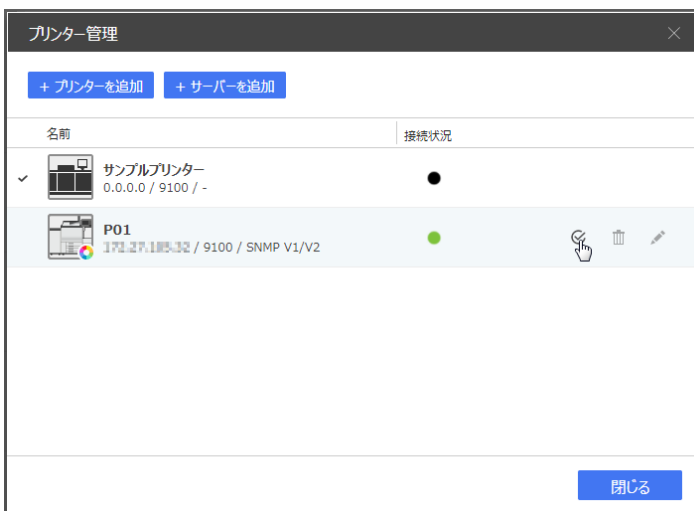 プリンター管理
+ プリンターを追加
+ サーバーを追加
名前
接続状況
サンプルプリンター
0.0.0.0 / 9100 / -
P01
/ 9100 / SNMP V1/V2
閉じる